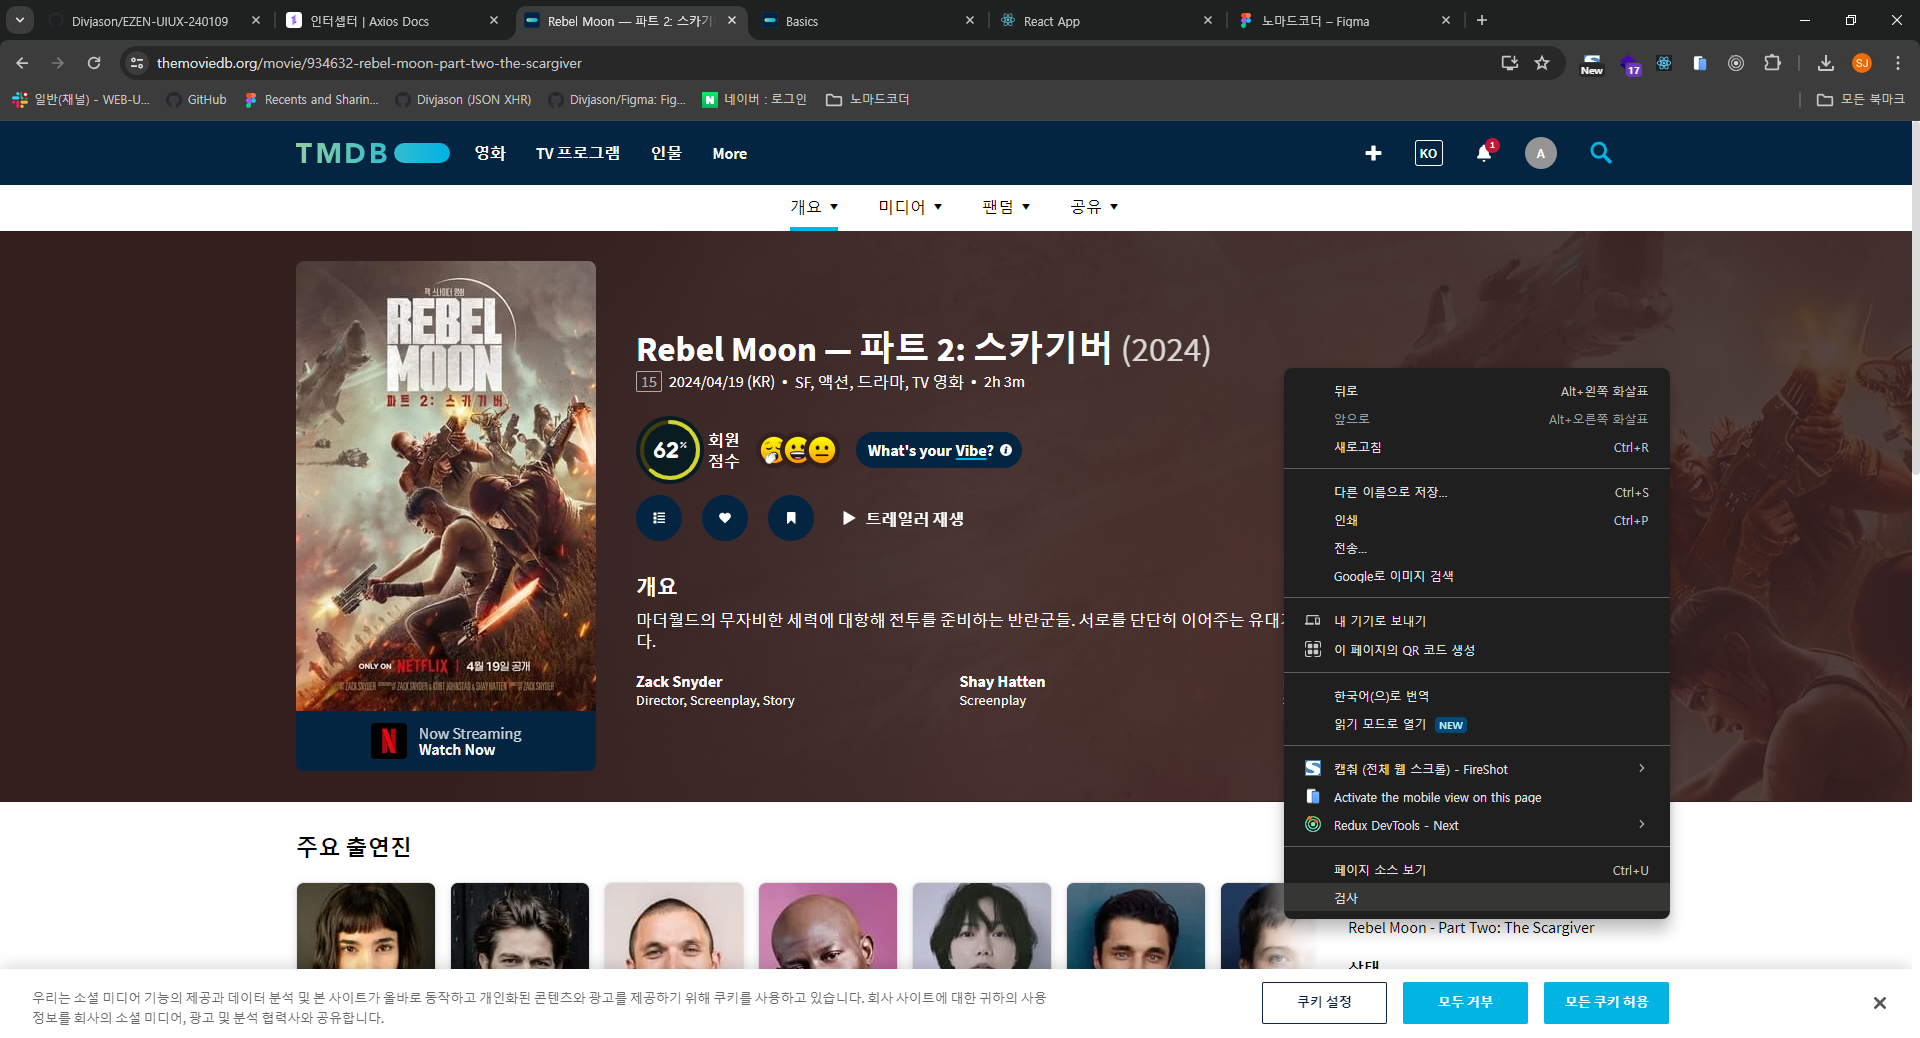 Divjason/EZEN-UIUX-240109
인터셉터 | Axios Docs
Rebel Moon — 파트 2: 스카기
Basics
React App
노마드코더 – Figma
themoviedb.org/movie/934632-rebel-moon-part-two-the-scargiver
New
17
SJ
일반(채널) - WEB-U...
GitHub
Recents and Sharin...
Divjason (JSON XHR)
Divjason/Figma: Fig...
N
네이버 : 로그인
노마드코더
모든 북마크
TMDB
영화
TV 프로그램
인물
More
KO
1
A
개요
미디어
팬덤
공유
잭 스나이더 영화
REBEL
MOON
파트 2: 스카기버
ONLY ON NETFLIX | 4월 19일 공개
Now Streaming
Watch Now
Rebel Moon — 파트 2: 스카기버 (2024)
15 2024/04/19 (KR) • SF, 액션, 드라마, TV 영화 • 2h 3m
62%
회원
점수
What's your Vibe?
트레일러 재생
개요
마더월드의 무자비한 세력에 대항해 전투를 준비하는 반란군들. 서로를 단단히 이어주는 유대
다.
Zack Snyder
Director, Screenplay, Story
Shay Hatten
Screenplay
뒤로 Alt+왼쪽 화살표
앞으로 Alt+오른쪽 화살표
새로고침 Ctrl+R
다른 이름으로 저장... Ctrl+S
인쇄 Ctrl+P
전송...
Google로 이미지 검색
내 기기로 보내기
이 페이지의 QR 코드 생성
한국어(으)로 번역
읽기 모드로 열기 NEW
캡춰 (전체 웹 스크롤) - FireShot
Activate the mobile view on this page
Redux DevTools - Next
페이지 소스 보기 Ctrl+U
검사
주요 출연진
Rebel Moon - Part Two: The Scargiver
상태
우리는 소셜 미디어 기능의 제공과 데이터 분석 및 본 사이트가 올바로 동작하고 개인화된 콘텐츠와 광고를 제공하기 위해 쿠키를 사용하고 있습니다. 회사 사이트에 대한 귀하의 사용
정보를 회사의 소셜 미디어, 광고 및 분석 협력사와 공유합니다.
쿠키 설정
모두 거부
모든 쿠키 허용